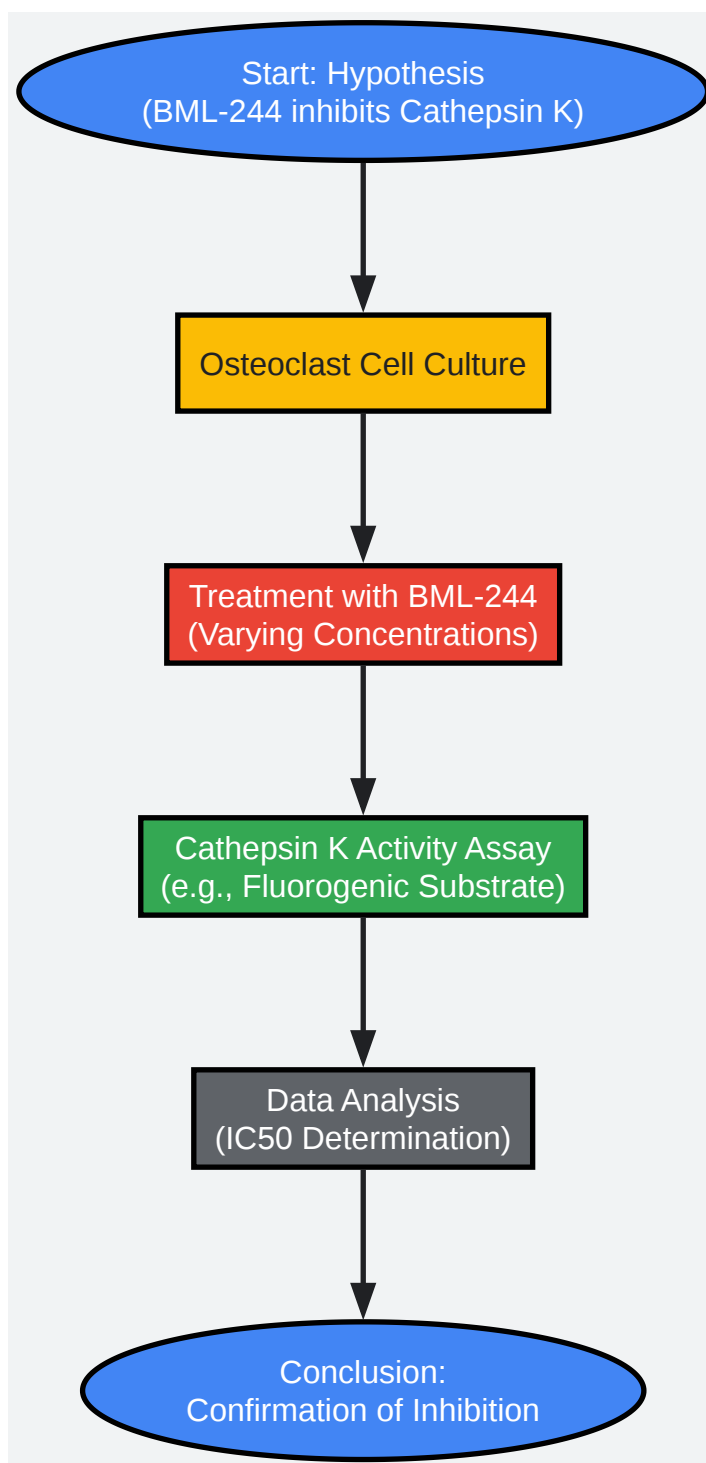 Start: Hypothesis
(BML-244 inhibits Cathepsin K)
Osteoclast Cell Culture
Treatment with BML-244
(Varying Concentrations)
Cathepsin K Activity Assay
(e.g., Fluorogenic Substrate)
Data Analysis
(IC50 Determination)
Conclusion:
Confirmation of Inhibition